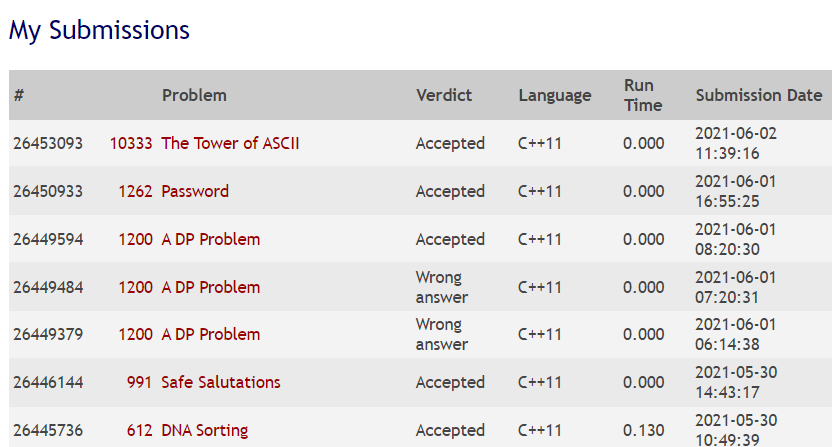 My Submissions
# Problem Verdict Language Run Time Submission Date
26453093 10333 The Tower of ASCII Accepted C++11 0.000 2021-06-02 11:39:16
26450933 1262 Password Accepted C++11 0.000 2021-06-01 16:55:25
26449594 1200 A DP Problem Accepted C++11 0.000 2021-06-01 08:20:30
26449484 1200 A DP Problem Wrong answer C++11 0.000 2021-06-01 07:20:31
26449379 1200 A DP Problem Wrong answer C++11 0.000 2021-06-01 06:14:38
26446144 991 Safe Salutations Accepted C++11 0.000 2021-05-30 14:43:17
26445736 612 DNA Sorting Accepted C++11 0.130 2021-05-30 10:49:39